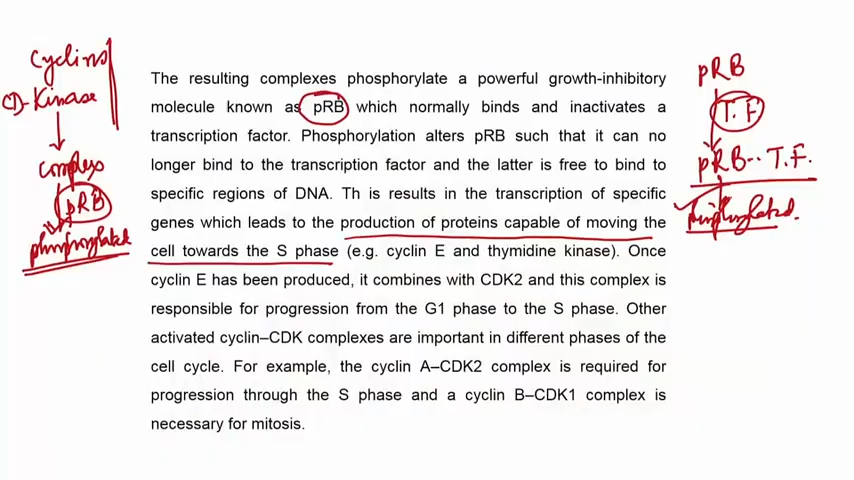 Cyclins
CD-Kinase
complex
pRB
phosphorylated
The resulting complexes phosphorylate a powerful growth-inhibitory
molecule known as pRB which normally binds and inactivates a
transcription factor. Phosphorylation alters pRB such that it can no
longer bind to the transcription factor and the latter is free to bind to
specific regions of DNA. Th is results in the transcription of specific
genes which leads to the production of proteins capable of moving the
cell towards the S phase (e.g. cyclin E and thymidine kinase). Once
cyclin E has been produced, it combines with CDK2 and this complex is
responsible for progression from the G1 phase to the S phase. Other
activated cyclin–CDK complexes are important in different phases of the
cell cycle. For example, the cyclin A–CDK2 complex is required for
progression through the S phase and a cyclin B–CDK1 complex is
necessary for mitosis.
pRB
T.F
pRB-- T.F.
phosphorylated.